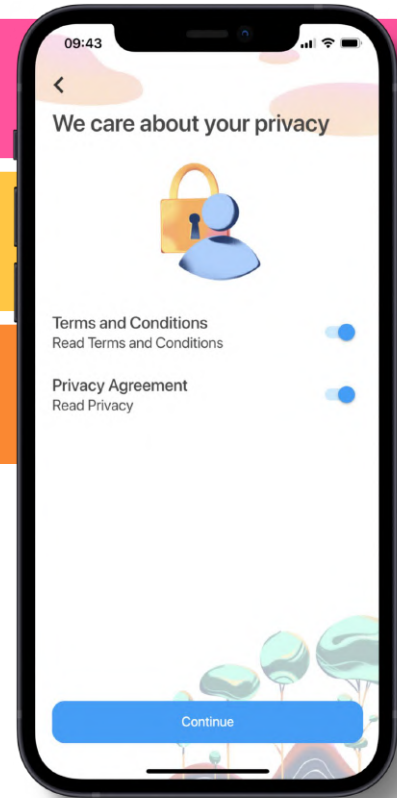 09:43
We care about your privacy
Terms and Conditions
Read Terms and Conditions
Privacy Agreement
Read Privacy
Continue